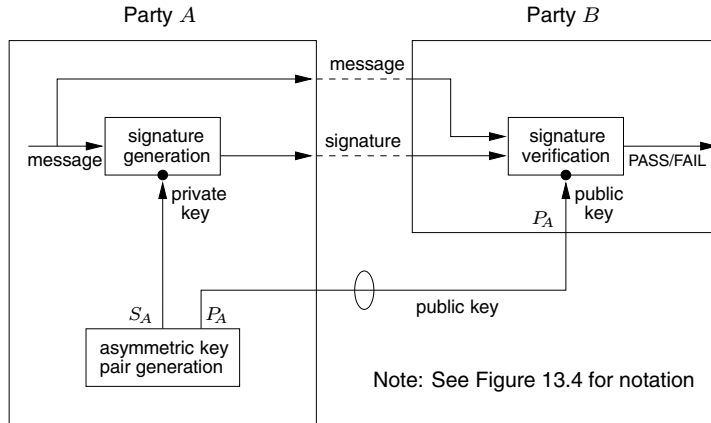 Party A
Party B
message
signature
generation
message
signature
private
key
signature
verification
PASS/FAIL
public
key
P_A
S_A
P_A
public key
asymmetric key
pair generation
Note: See Figure 13.4 for notation